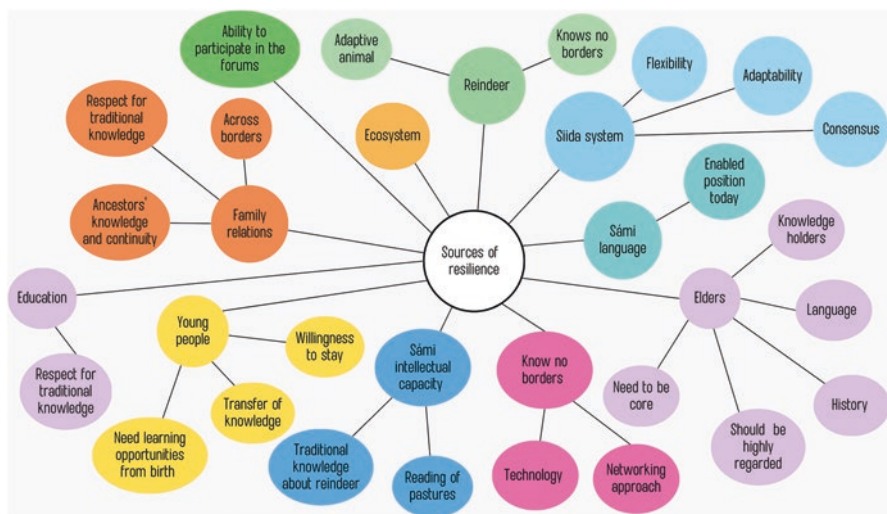 Ability to
participate in the
forums
Adaptive
animal
Knows no
borders
Reindeer
Flexibility
Adaptability
Siida system
Consensus
Respect for
traditional
knowledge
Across
borders
Ecosystem
Enabled
position
today
Ancestors'
knowledge
and continuity
Family
relations
Sámi
language
Knowledge
holders
Sources of
resilience
Education
Elders
Language
Young
people
Willingness
to stay
Sámi
intellectual
capacity
Know no
borders
Respect for
traditional
knowledge
Need to be
core
History
Transfer of
knowledge
Need learning
opportunities
from birth
Should be
highly
regarded
Traditional
knowledge
about reindeer
Reading of
pastures
Technology
Networking
approach